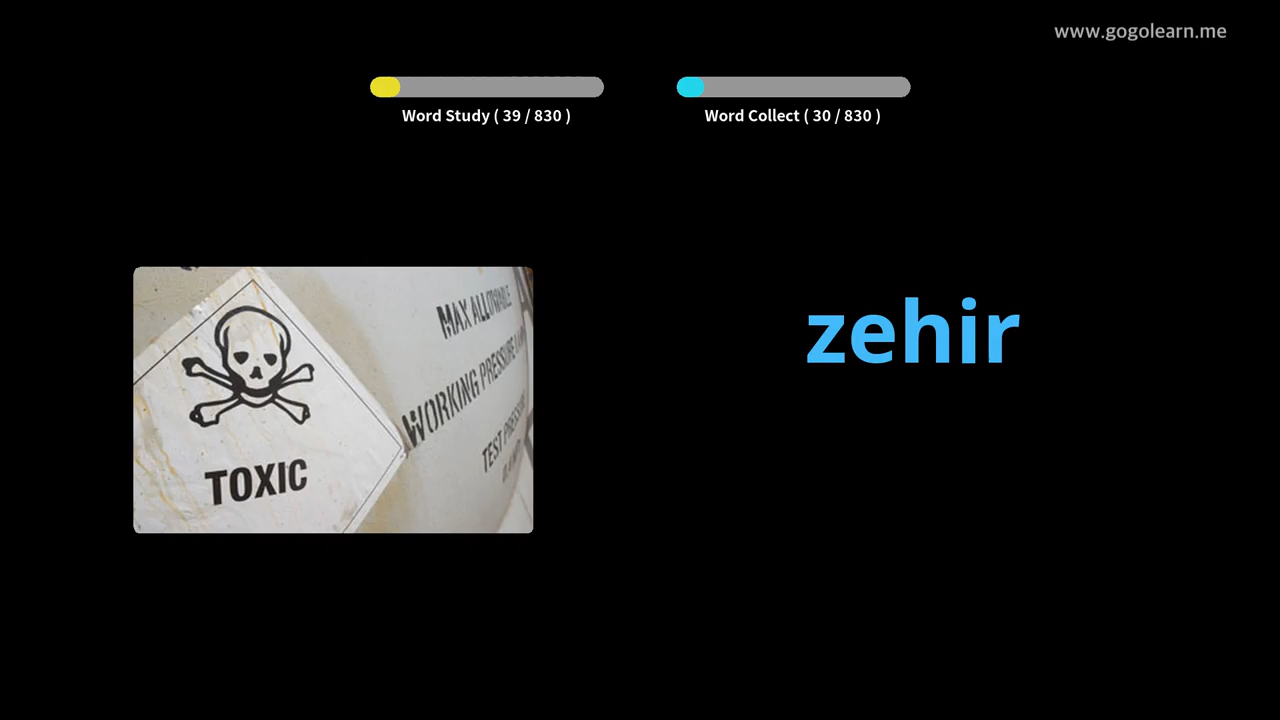 www.gogolearn.me
Word Study ( 39 / 830 )
Word Collect ( 30 / 830 )
zehir
MAX ALLOWABLE
WORKING PRESSURE
TEST PRESSURE
TOXIC